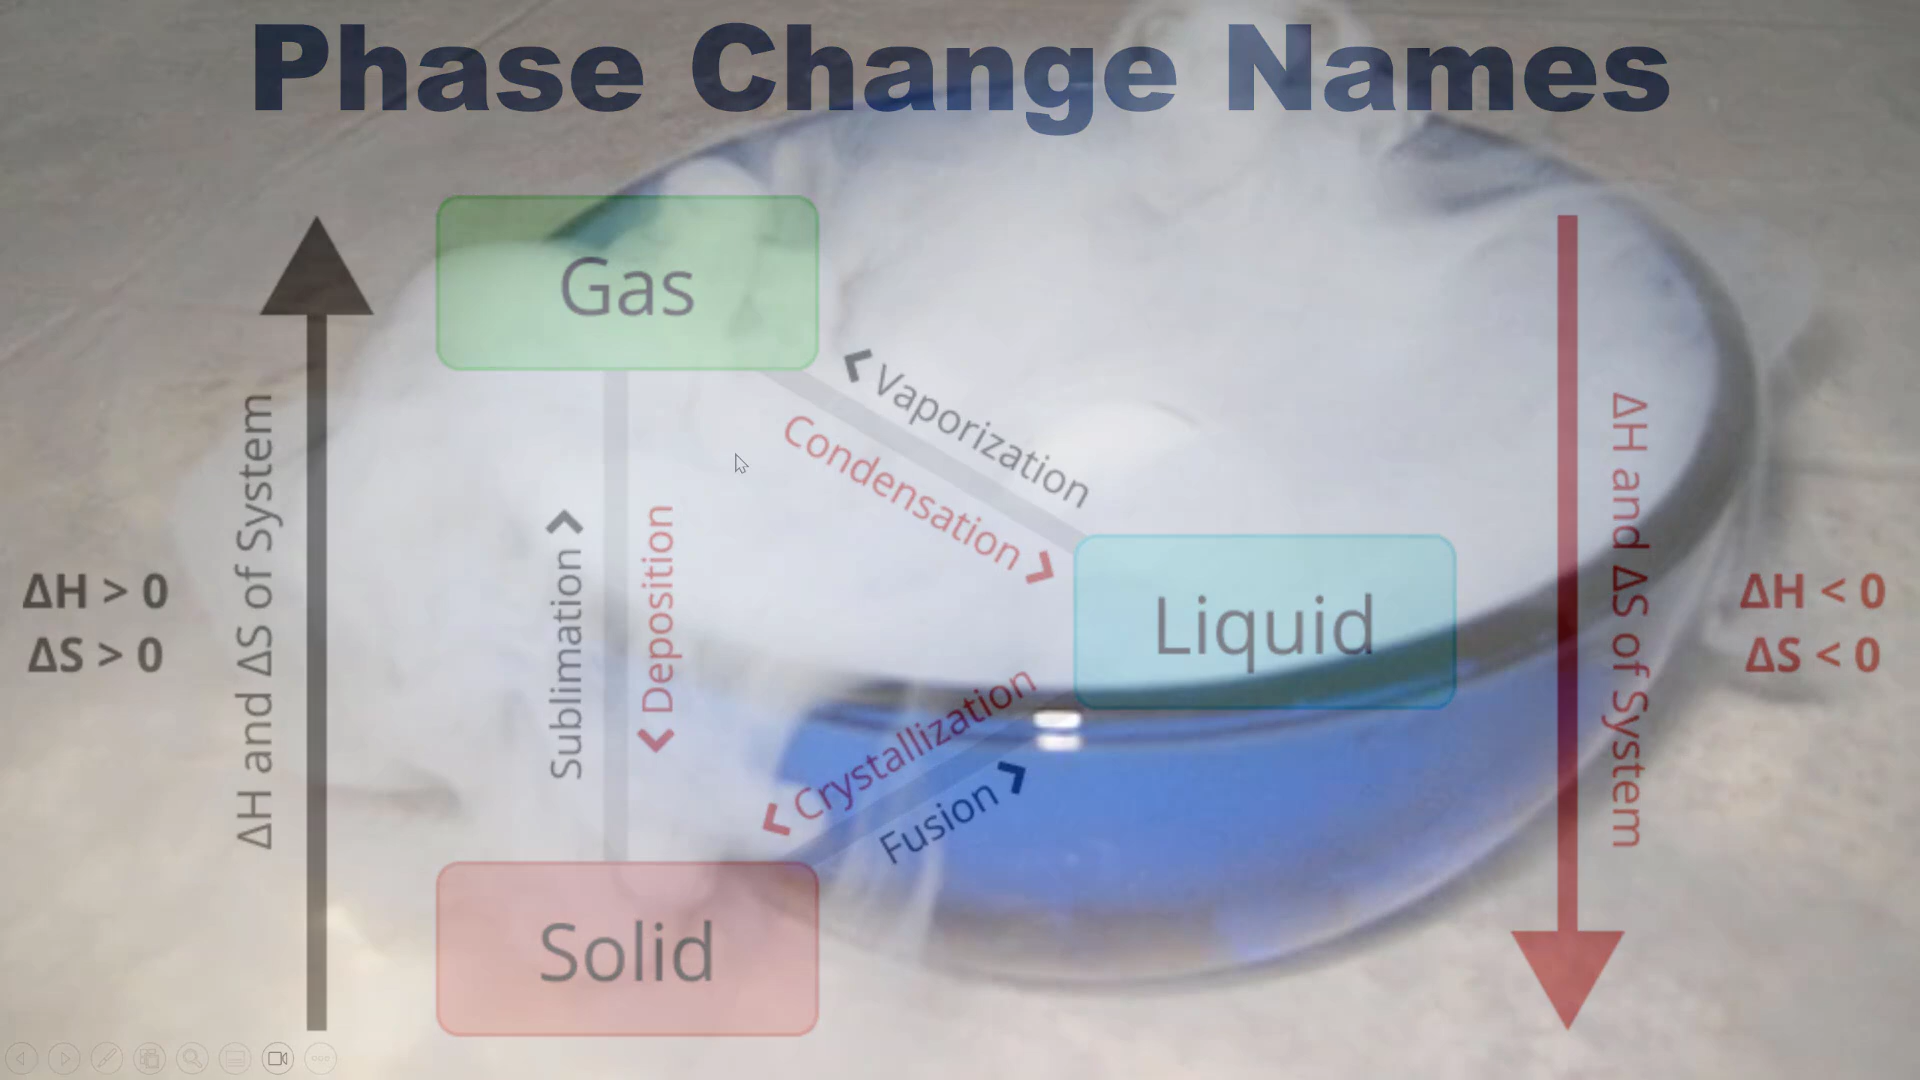 Phase Change Names
Gas
Vaporization
Condensation
ΔH and ΔS of System
ΔH > 0
ΔS > 0
Sublimation
Deposition
Liquid
ΔH and ΔS of System
ΔH < 0
ΔS < 0
Crystallization
Fusion
Solid